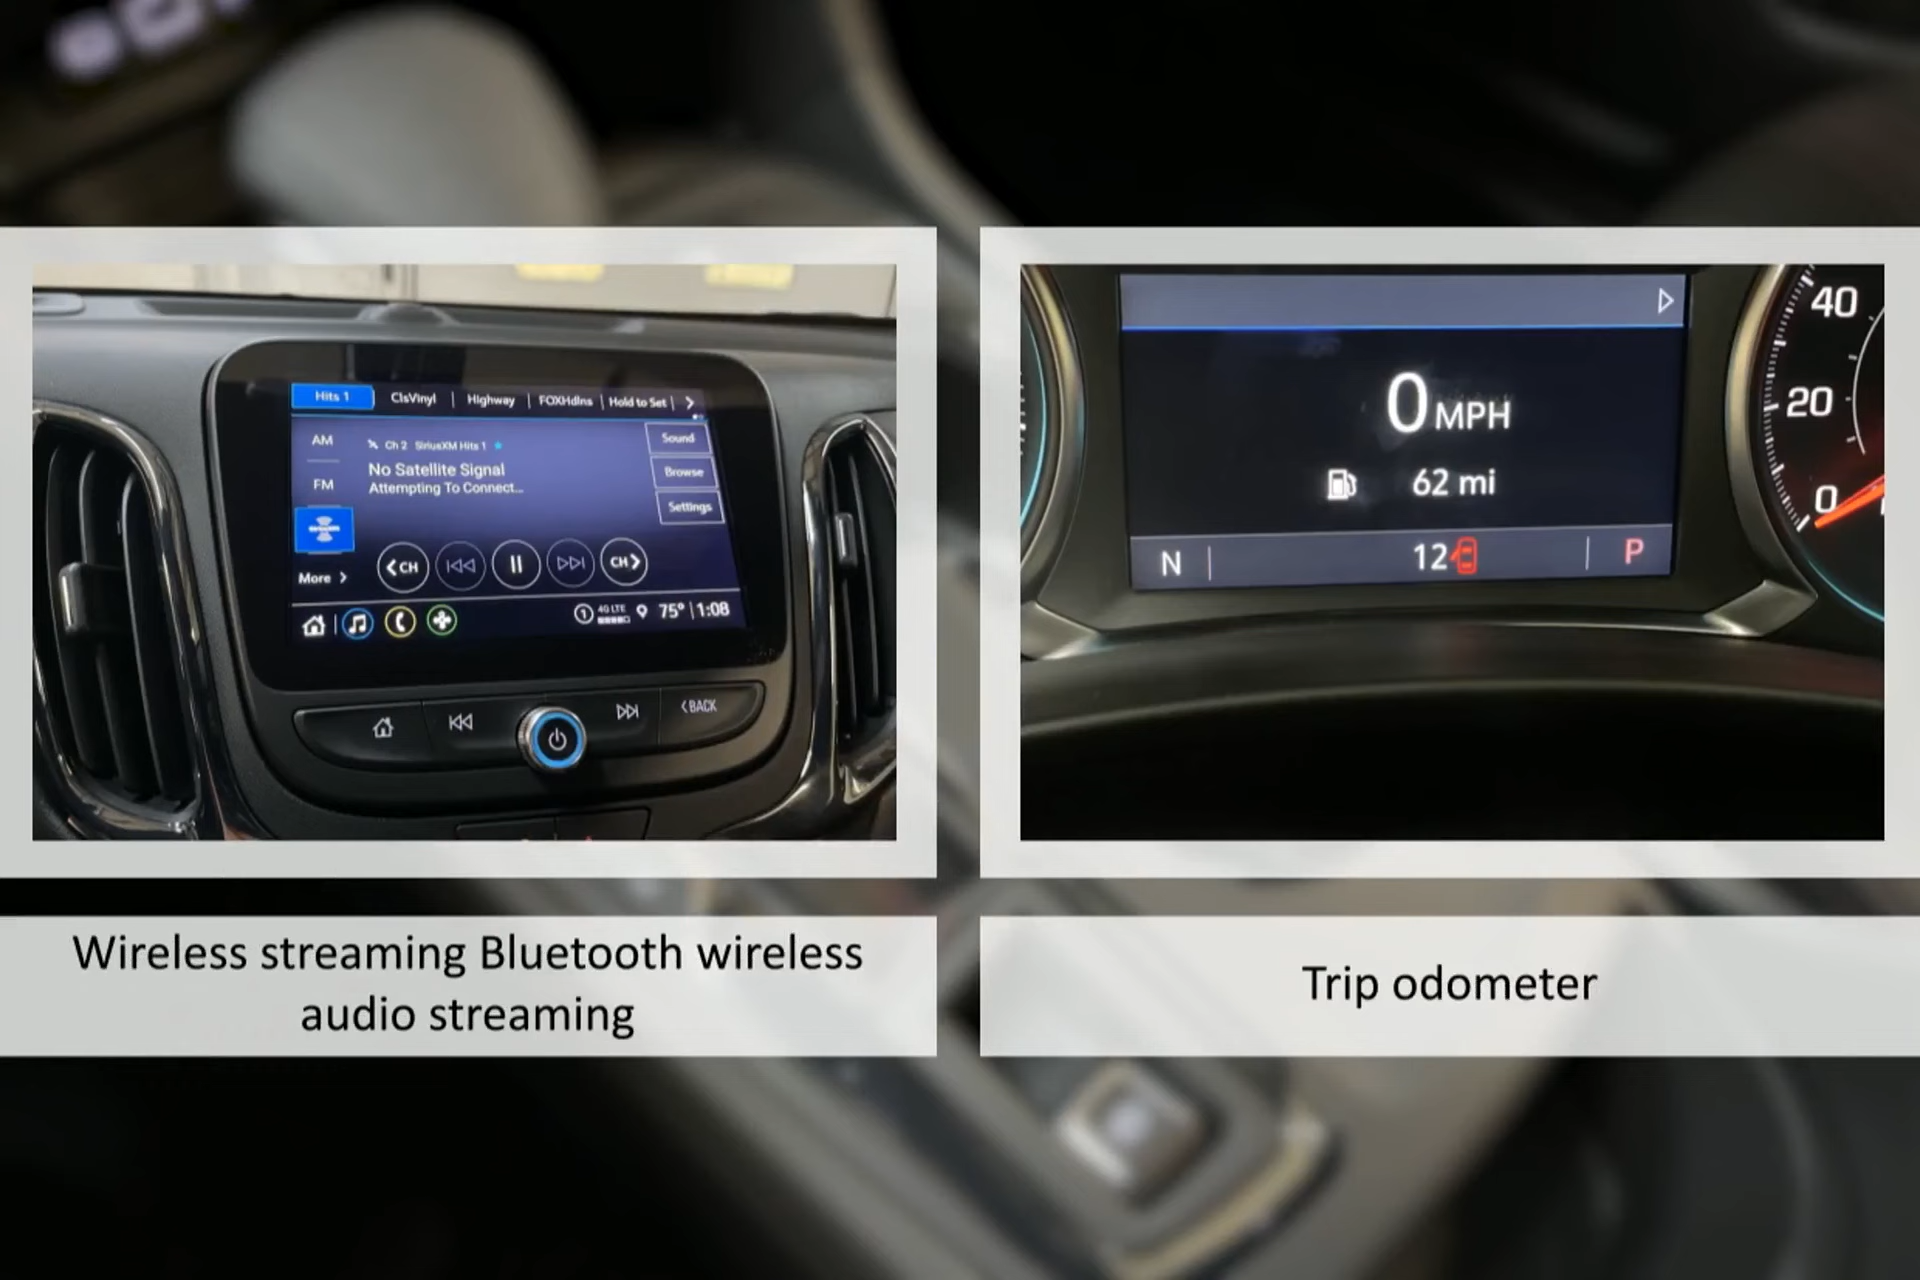 Hits 1 ClsVinyl Highway FOXHdlns Hold to Set
AM
Ch 2 SiriusXM Hits 1
Sound
No Satellite Signal
Browse
FM
Attempting To Connect...
Settings
More
CH
CH
1 4G LTE 75° 1:08
BACK
40
20
0
0 MPH
62 mi
N 12 P
Wireless streaming Bluetooth wireless
audio streaming
Trip odometer